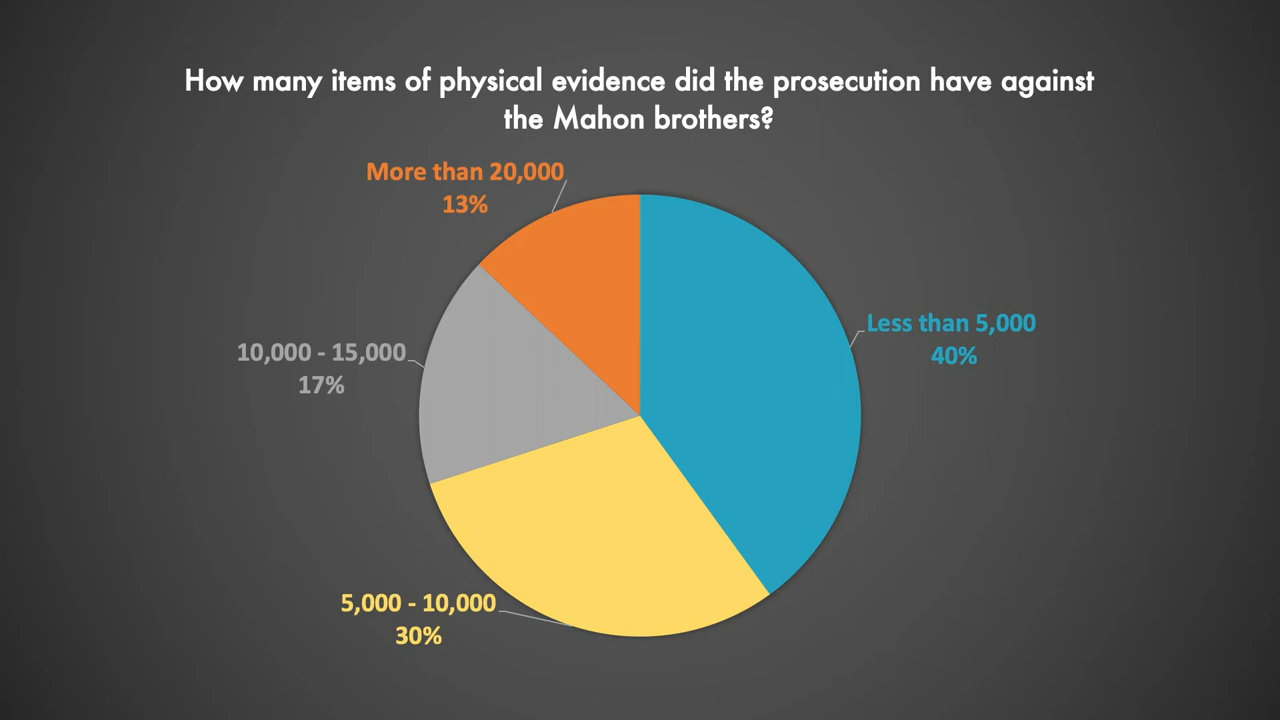 How many items of physical evidence did the prosecution have against
the Mahon brothers?
More than 20,000
13%
Less than 5,000
40%
10,000 - 15,000
17%
5,000 - 10,000
30%